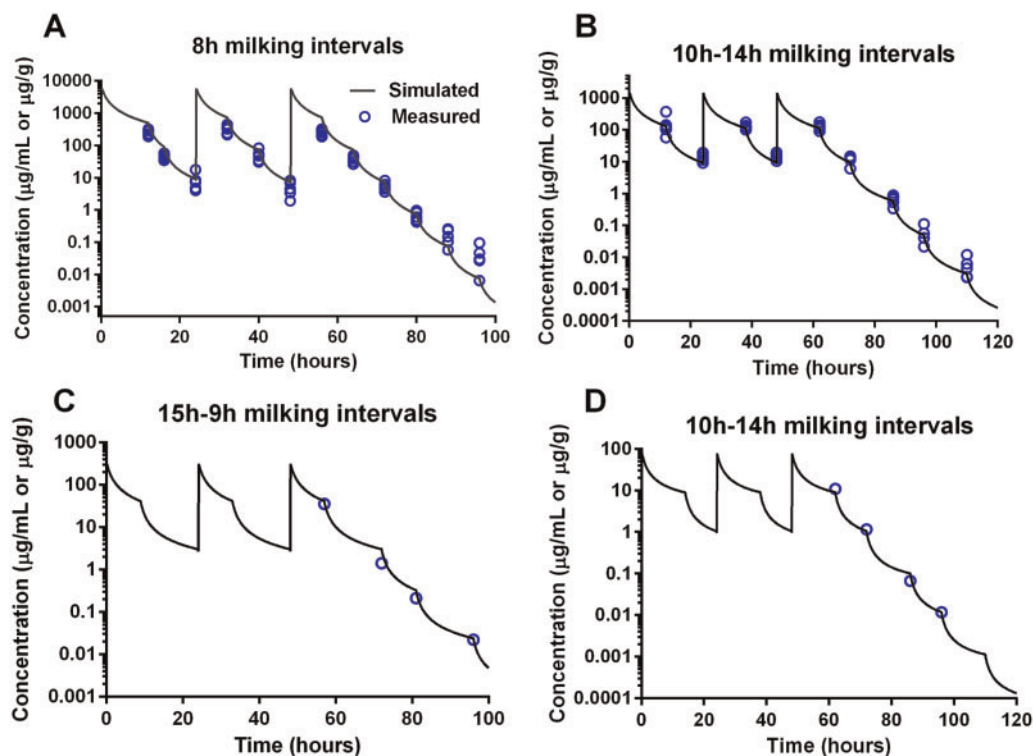 A
8h milking intervals
Concentration (µg/mL or µg/g)
10000
1000
100
10
1
0.1
0.01
0.001
Simulated
Measured
0 20 40 60 80 100
Time (hours)
B
10h-14h milking intervals
Concentration (µg/mL or µg/g)
1000
100
10
1
0.1
0.01
0.001
0.0001
0 20 40 60 80 100 120
Time (hours)
C
15h-9h milking intervals
Concentration (µg/mL or µg/g)
1000
100
10
1
0.1
0.01
0.001
0 20 40 60 80 100
Time (hours)
D
10h-14h milking intervals
Concentration (µg/mL or µg/g)
100
10
1
0.1
0.01
0.001
0.0001
0 20 40 60 80 100 120
Time (hours)